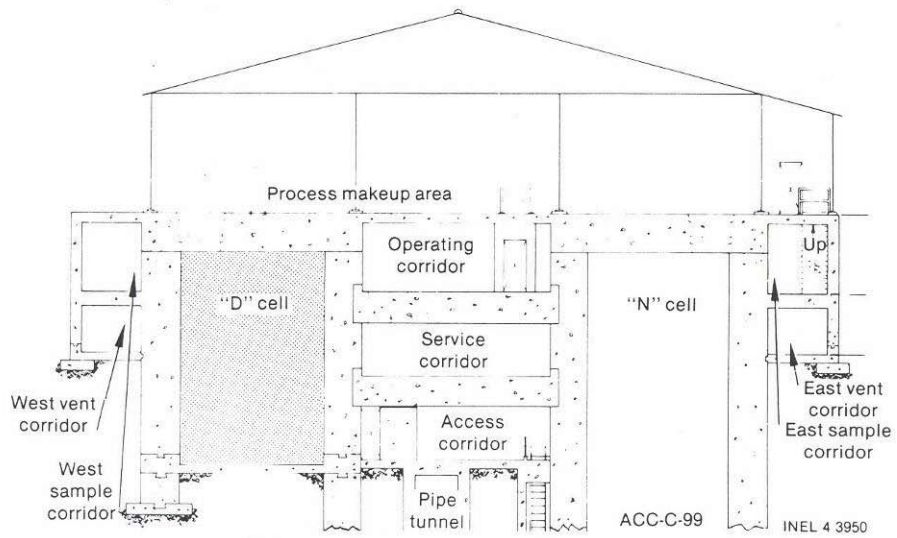 Process makeup area
Operating
corridor
Up
“D” cell
“N” cell
Service
corridor
West vent
corridor
East vent
corridor
Access
corridor
East sample
corridor
West
sample
corridor
Pipe
tunnel
ACC-C-99
INEL 4 3950